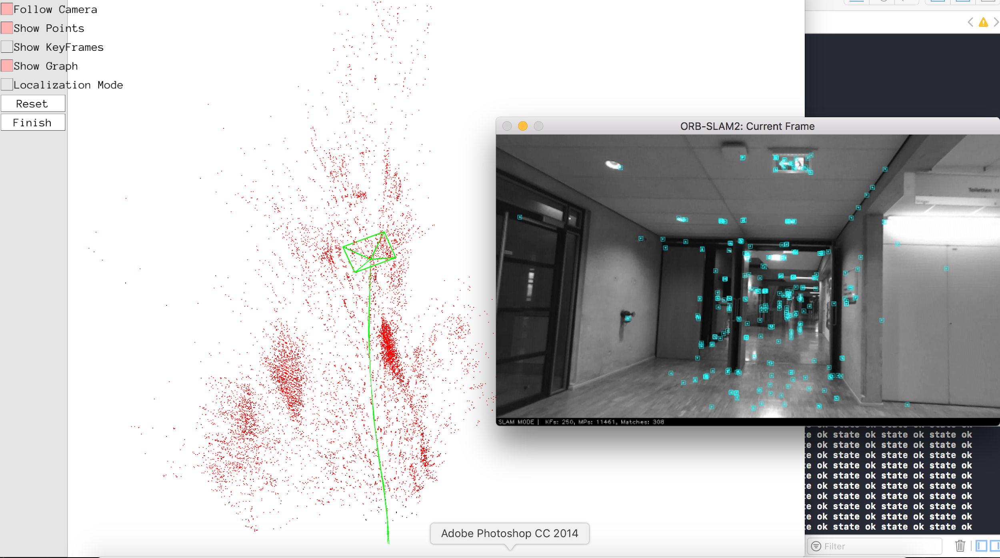 Follow Camera
Show Points
Show KeyFrames
Show Graph
Localization Mode
Reset
Finish
ORB-SLAM2: Current Frame
Toiletten
SLAM MODE | KFs: 250, MPs: 11461, Matches: 308
ok state ok state ok state ok
ok state ok state ok state ok
ok state ok state ok state ok
ok state ok state ok state ok
ok state ok state ok state ok
ok state ok state ok state ok
ok state ok state ok state ok
ok state ok state ok state ok
ok state ok state ok state ok
ok state ok state ok state ok
Adobe Photoshop CC 2014
Filter